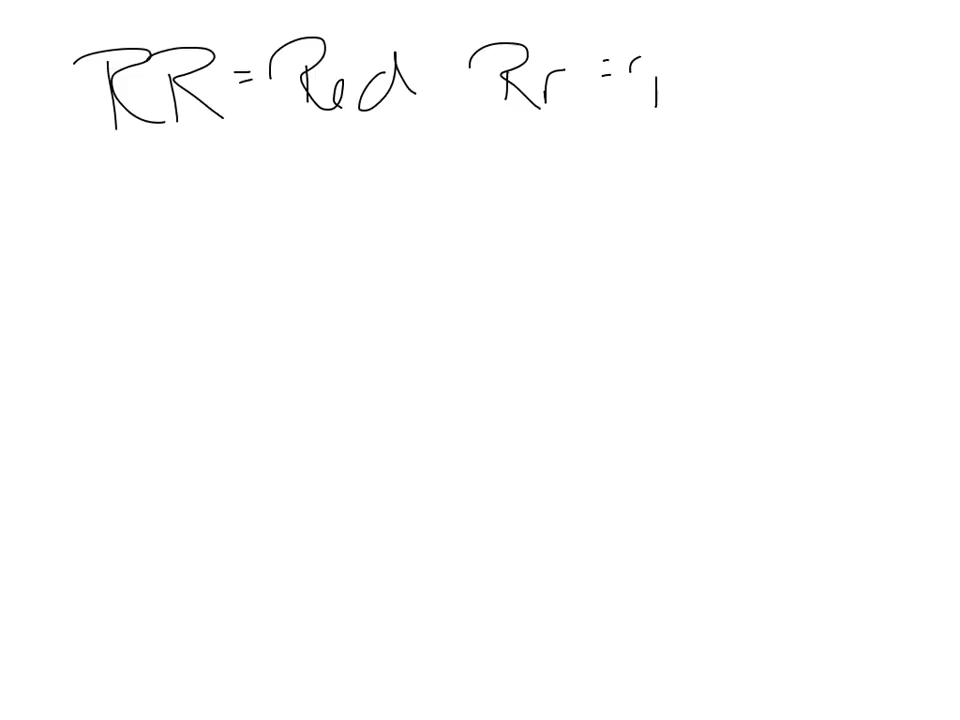 RR = Red Rr =